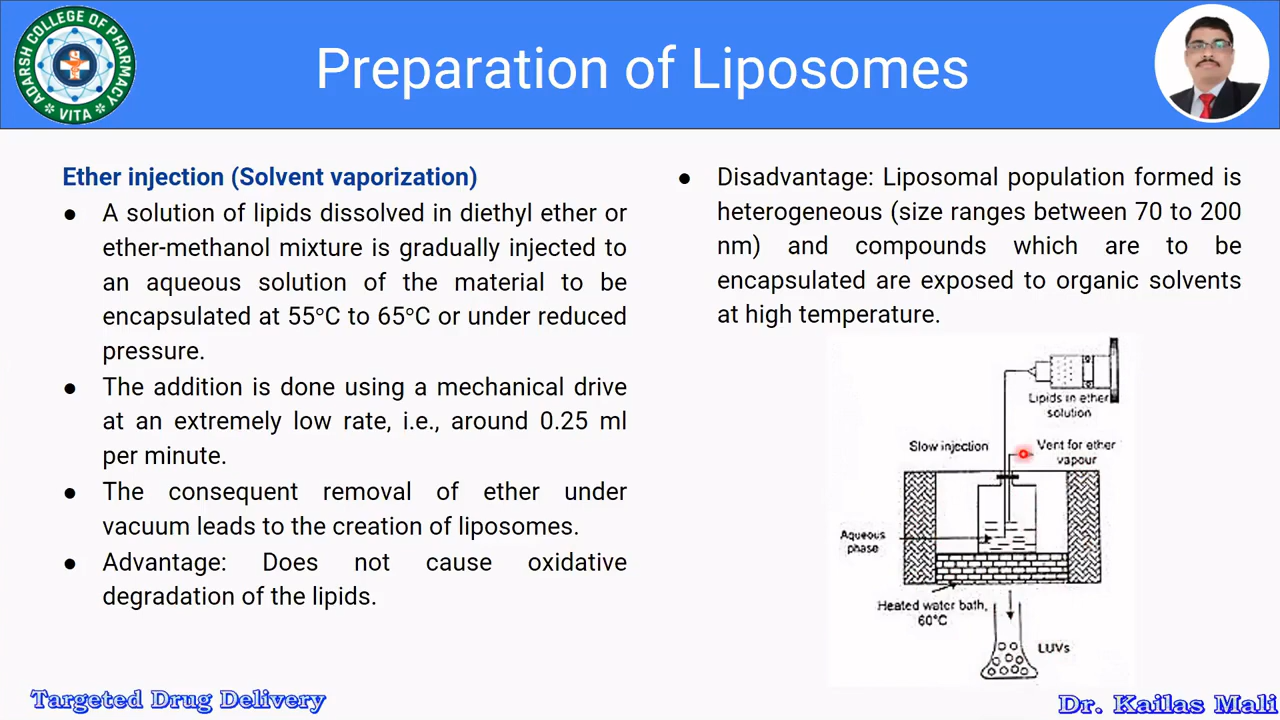 ADARSH COLLEGE OF PHARMACY
VITA
Preparation of Liposomes
Ether injection (Solvent vaporization)
● A solution of lipids dissolved in diethyl ether or
ether-methanol mixture is gradually injected to
an aqueous solution of the material to be
encapsulated at 55°C to 65°C or under reduced
pressure.
● The addition is done using a mechanical drive
at an extremely low rate, i.e., around 0.25 ml
per minute.
● The consequent removal of ether under
vacuum leads to the creation of liposomes.
● Advantage: Does not cause oxidative
degradation of the lipids.
● Disadvantage: Liposomal population formed is
heterogeneous (size ranges between 70 to 200
nm) and compounds which are to be
encapsulated are exposed to organic solvents
at high temperature.
Lipids in ether
solution
Slow injection
Vent for ether
vapour
Aqueous
phase
Heated water bath,
60°C
LUVs
Targeted Drug Delivery
Dr. Kailas Mali